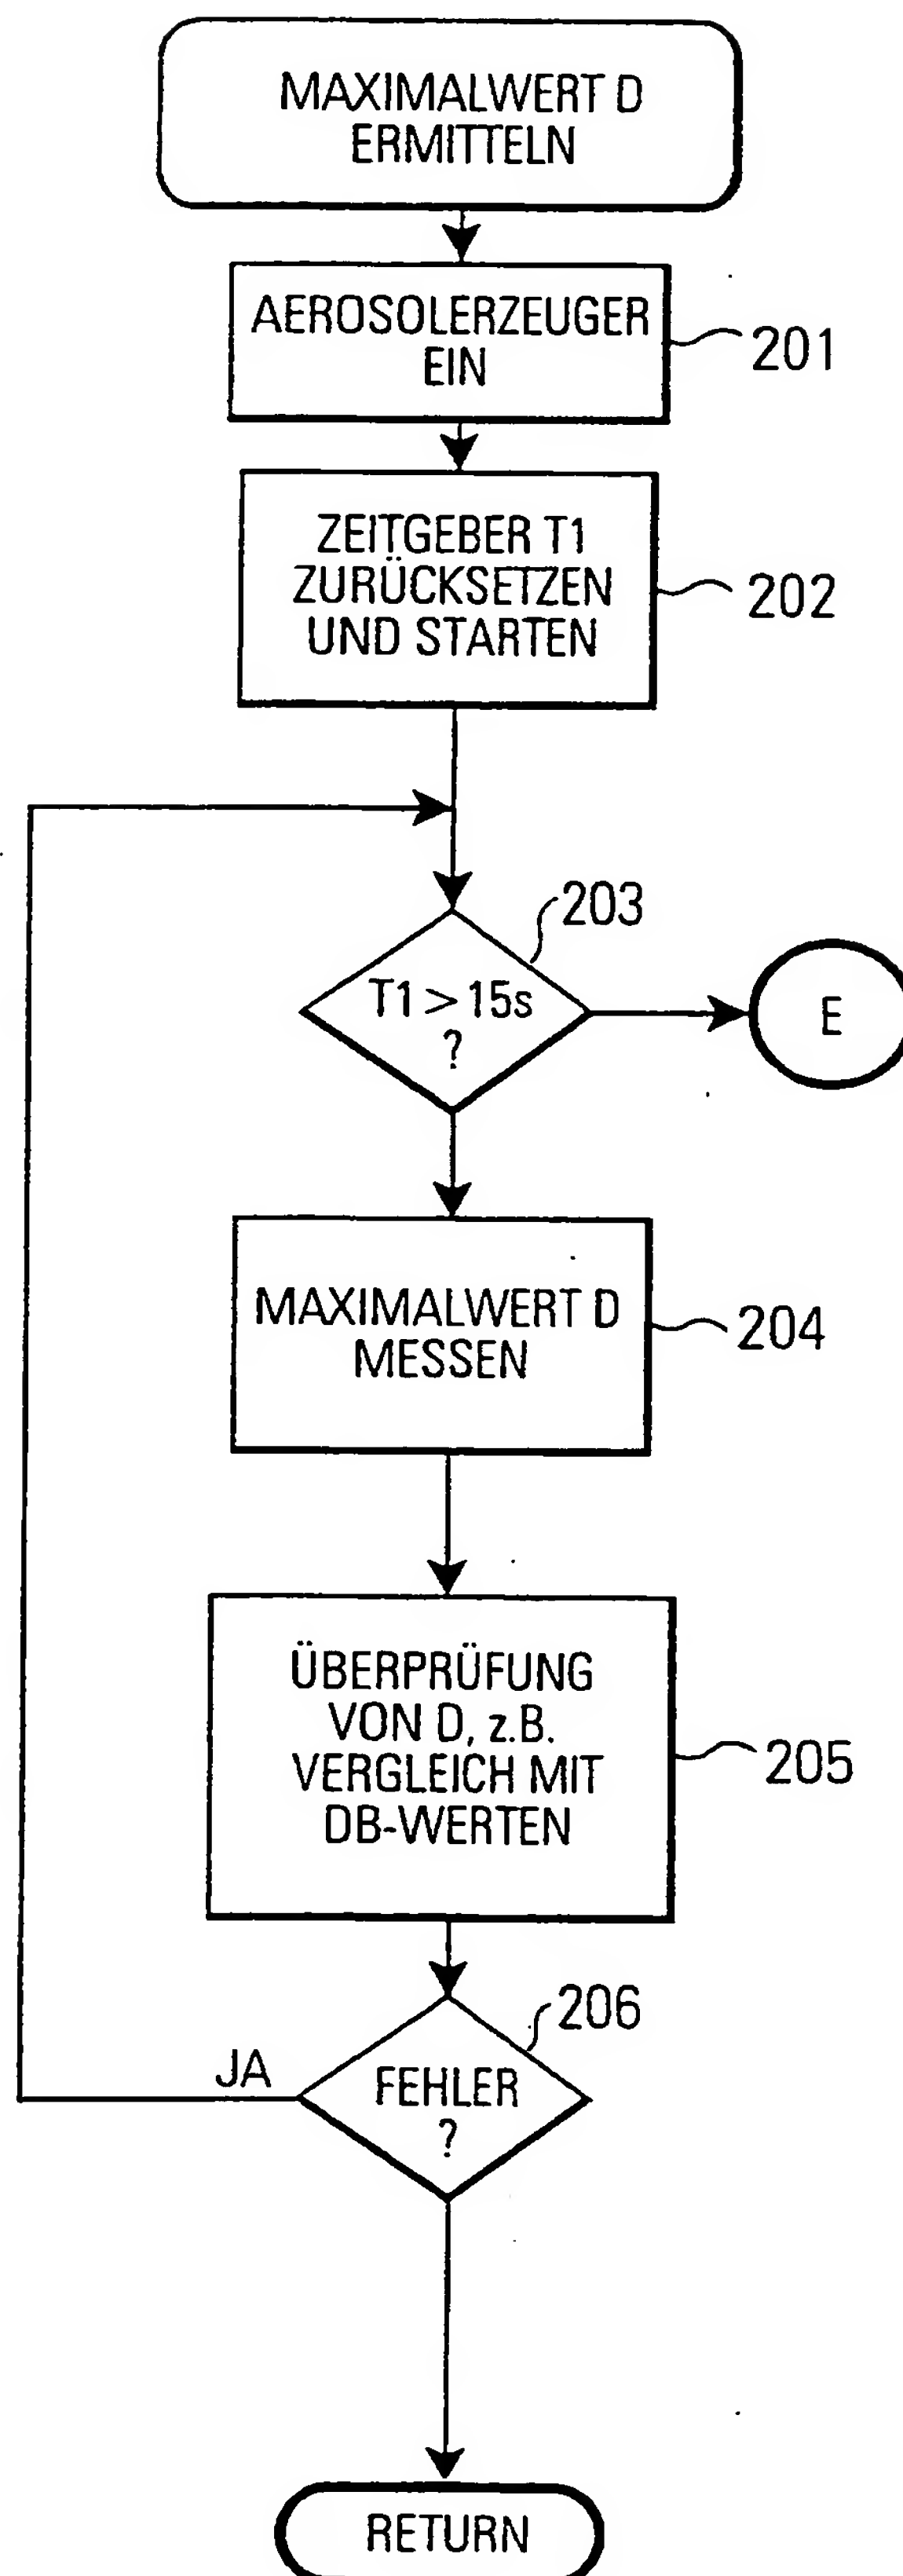 MAXIMALWERT D
ERMITTELN
AEROSOLERZEUGER
EIN
201
ZEITGEBER T1
ZURÜCKSETZEN
UND STARTEN
202
203
T1 > 15s
?
E
MAXIMALWERT D
MESSEN
204
ÜBERPRÜFUNG
VON D, z.B.
VERGLEICH MIT
DB-WERTEN
205
206
JA
FEHLER
?
RETURN